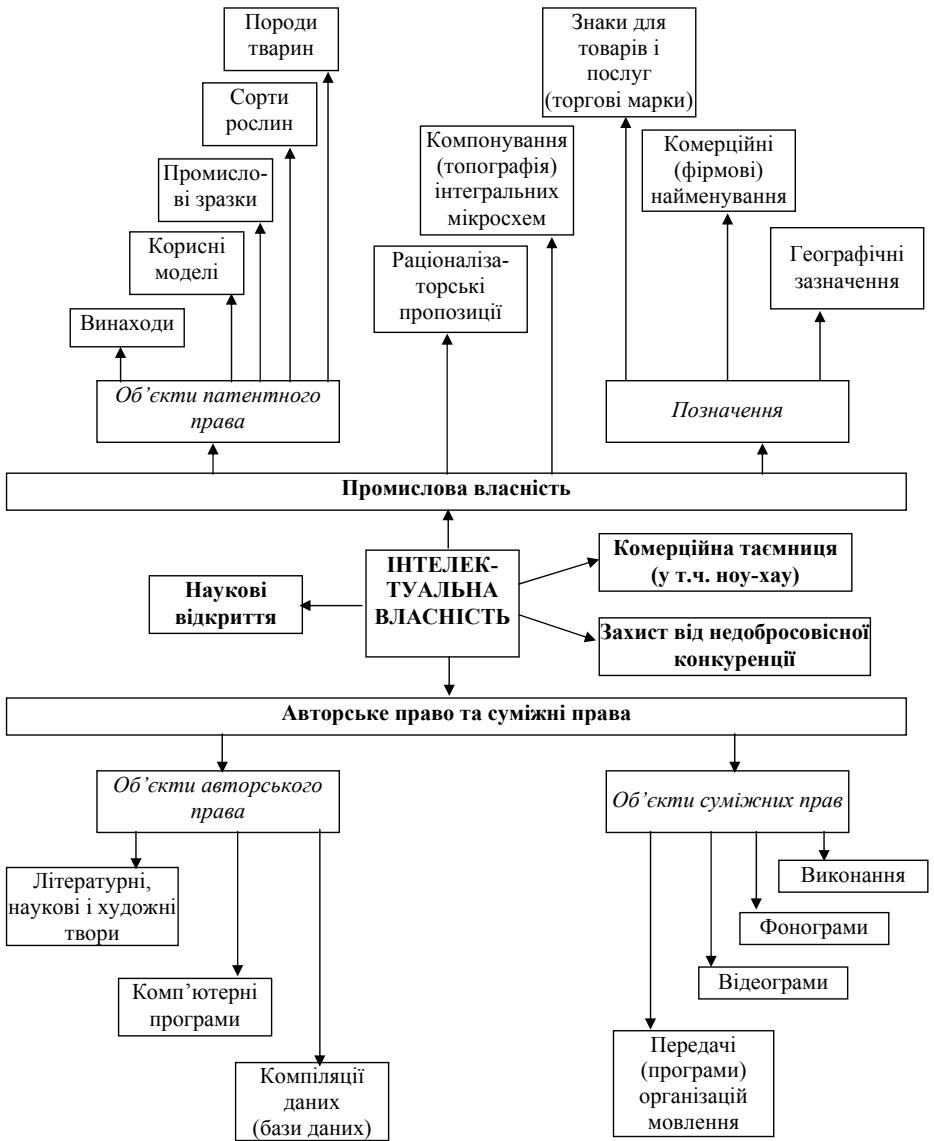 Породи
тварин
Сорти
рослин
Промисло-
ві зразки
Корисні
моделі
Винаходи
Об’єкти патентного
права
Знаки для
товарів і
послуг
(торгові марки)
Компонування
(топографія)
інтегральних
мікросхем
Раціоналіза-
торські
пропозиції
Комерційні
(фірмові)
найменування
Географічні
зазначення
Позначення
Промислова власність
ІНТЕЛЕК-
ТУАЛЬНА
ВЛАСНІСТЬ
Наукові
відкриття
Комерційна таємниця
(у т.ч. ноу-хау)
Захист від недобросовісної
конкуренції
Авторське право та суміжні права
Об’єкти авторського
права
Об’єкти суміжних прав
Літературні,
наукові і художні
твори
Комп’ютерні
програми
Компіляції
даних
(бази даних)
Виконання
Фонограми
Відеограми
Передачі
(програми)
організацій
мовлення